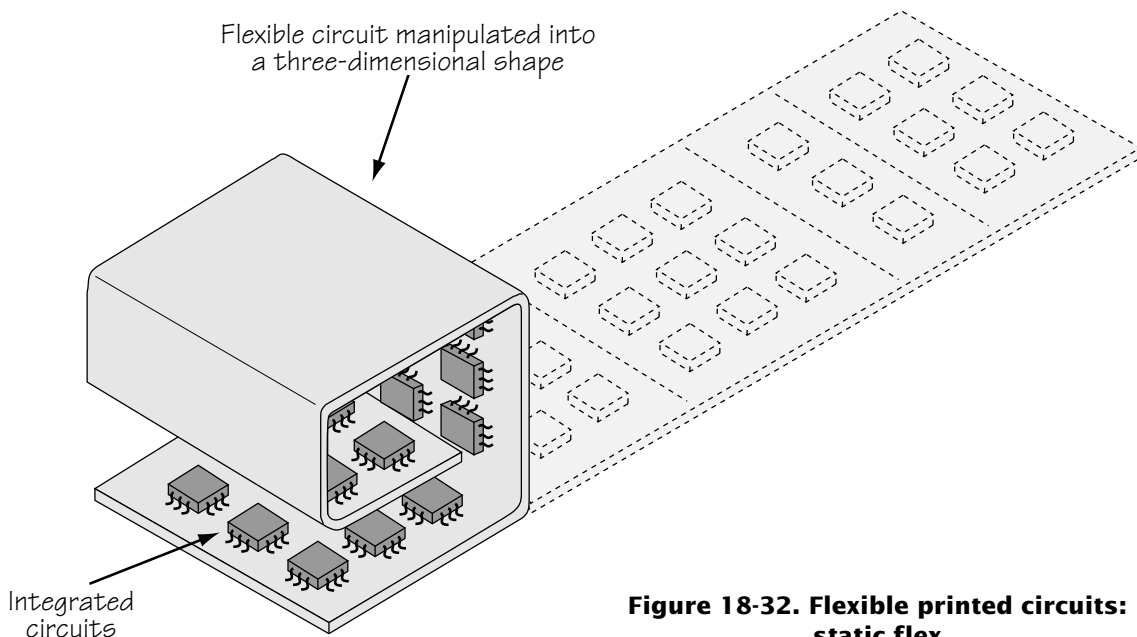 Flexible circuit manipulated into
a three-dimensional shape
Integrated
circuits
Figure 18-32. Flexible printed circuits:
static flex